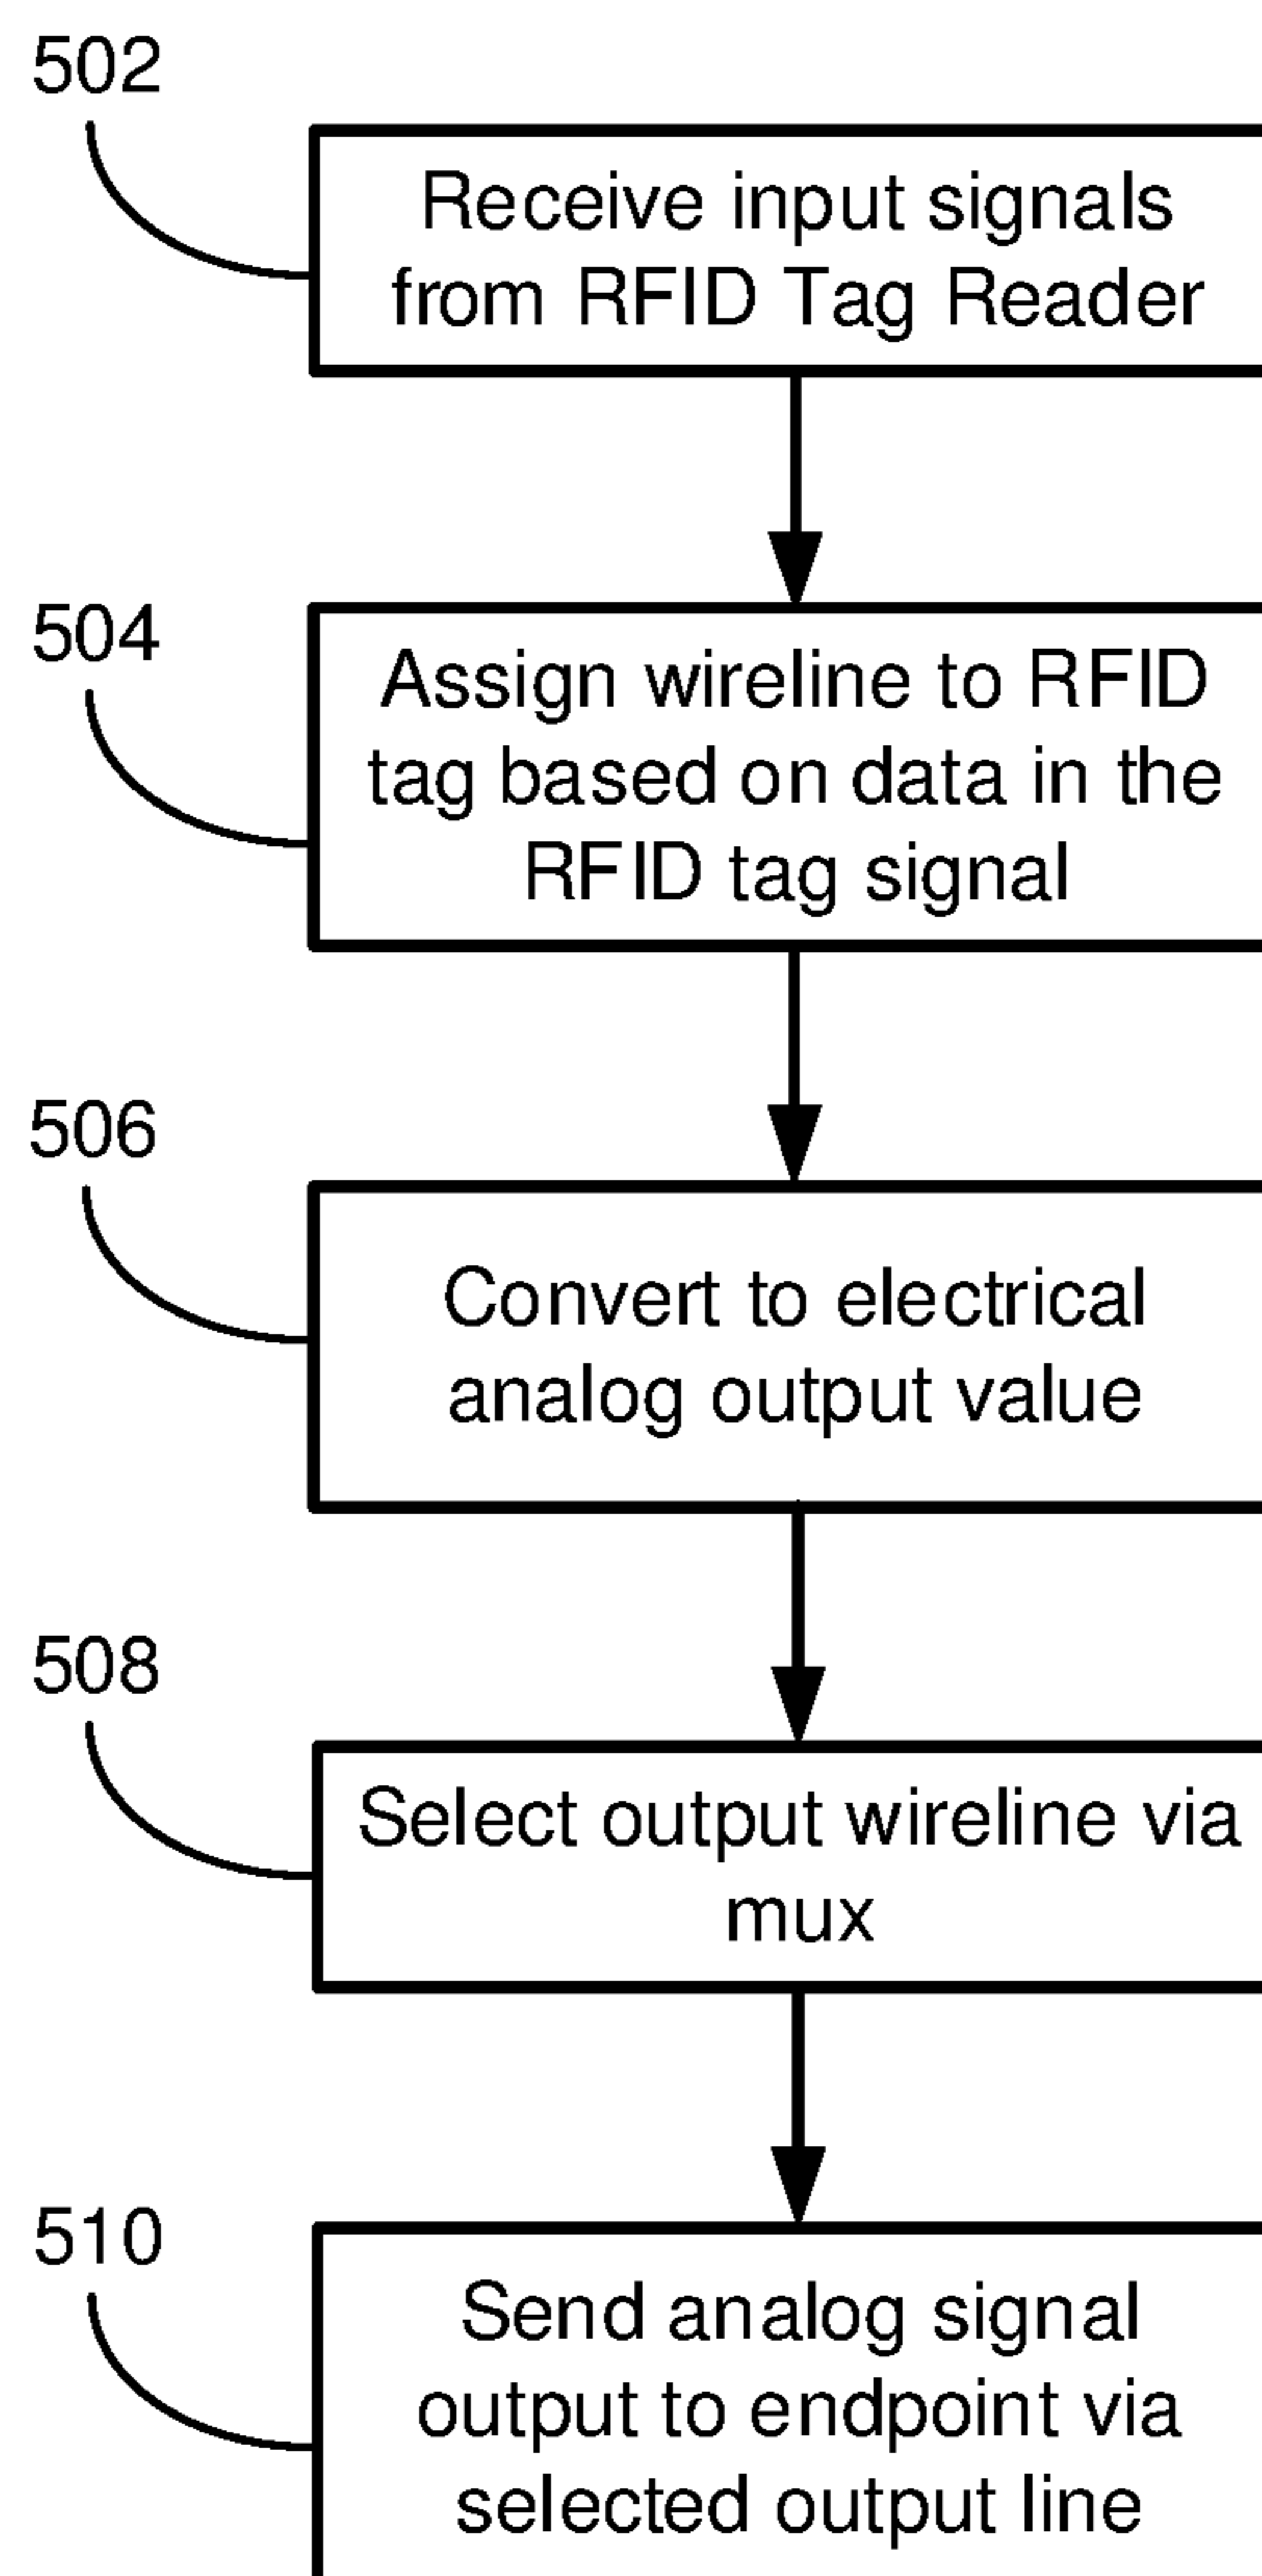 502
Receive input signals
from RFID Tag Reader
504
Assign wireline to RFID
tag based on data in the
RFID tag signal
506
Convert to electrical
analog output value
508
Select output wireline via
mux
510
Send analog signal
output to endpoint via
selected output line